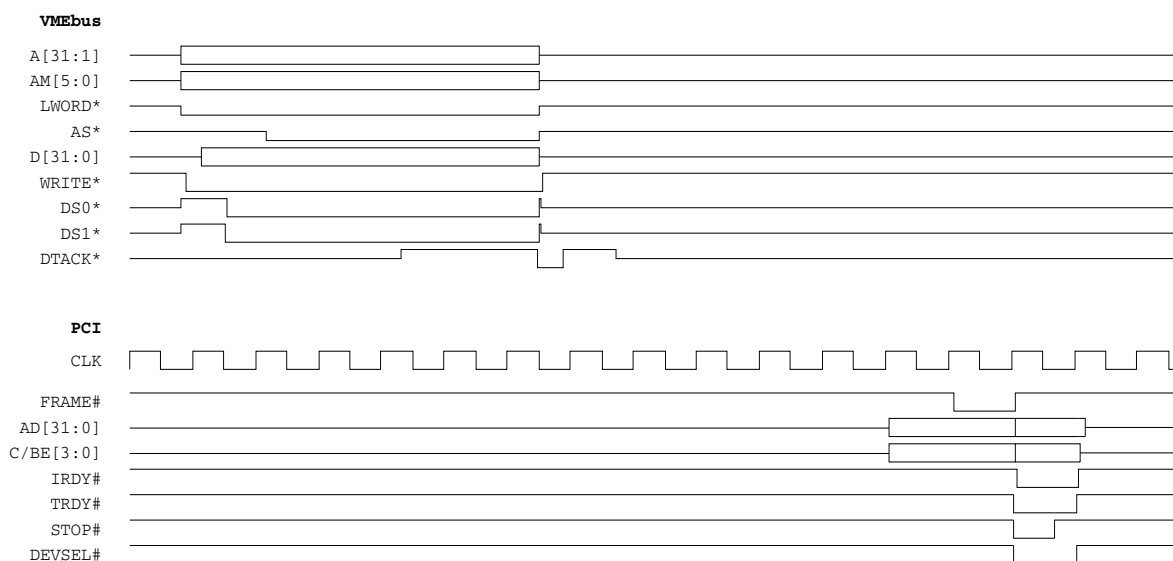 VMEbus
A[31:1]
AM[5:0]
LWORD*
AS*
D[31:0]
WRITE*
DS0*
DS1*
DTACK*
PCI
CLK
FRAME#
AD[31:0]
C/BE[3:0]
IRDY#
TRDY#
STOP#
DEVSEL#